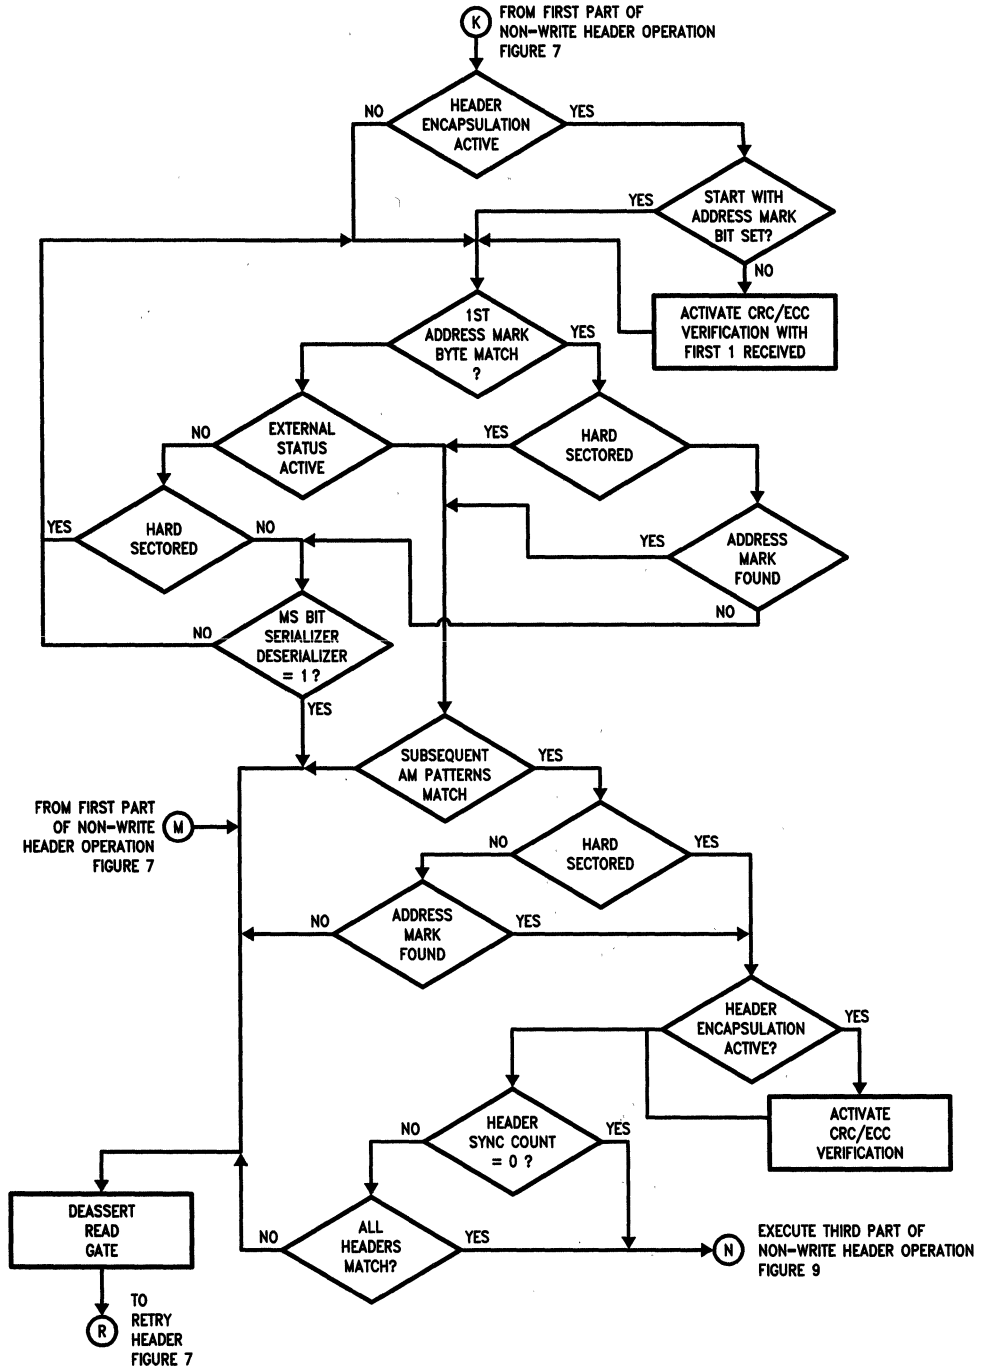 K
FROM FIRST PART OF
NON-WRITE HEADER OPERATION
FIGURE 7
NO
HEADER
ENCAPSULATION
ACTIVE
YES
YES
START WITH
ADDRESS MARK
BIT SET?
NO
1ST
ADDRESS MARK
BYTE MATCH
?
YES
ACTIVATE CRC/ECC
VERIFICATION WITH
FIRST 1 RECEIVED
NO
EXTERNAL
STATUS
ACTIVE
YES
HARD
SECTORED
YES
HARD
SECTORED
NO
YES
ADDRESS
MARK
FOUND
NO
NO
MS BIT
SERIALIZER
DESERIALIZER
= 1?
YES
SUBSEQUENT
AM PATTERNS
MATCH
YES
FROM FIRST PART
OF NON-WRITE
HEADER OPERATION
FIGURE 7
M
NO
HARD
SECTORED
YES
NO
ADDRESS
MARK
FOUND
YES
HEADER
ENCAPSULATION
ACTIVE?
YES
NO
HEADER
SYNC COUNT
= 0 ?
YES
ACTIVATE
CRC/ECC
VERIFICATION
DEASSERT
READ
GATE
NO
ALL
HEADERS
MATCH?
YES
N
EXECUTE THIRD PART OF
NON-WRITE HEADER OPERATION
FIGURE 9
R
TO
RETRY
HEADER
FIGURE 7